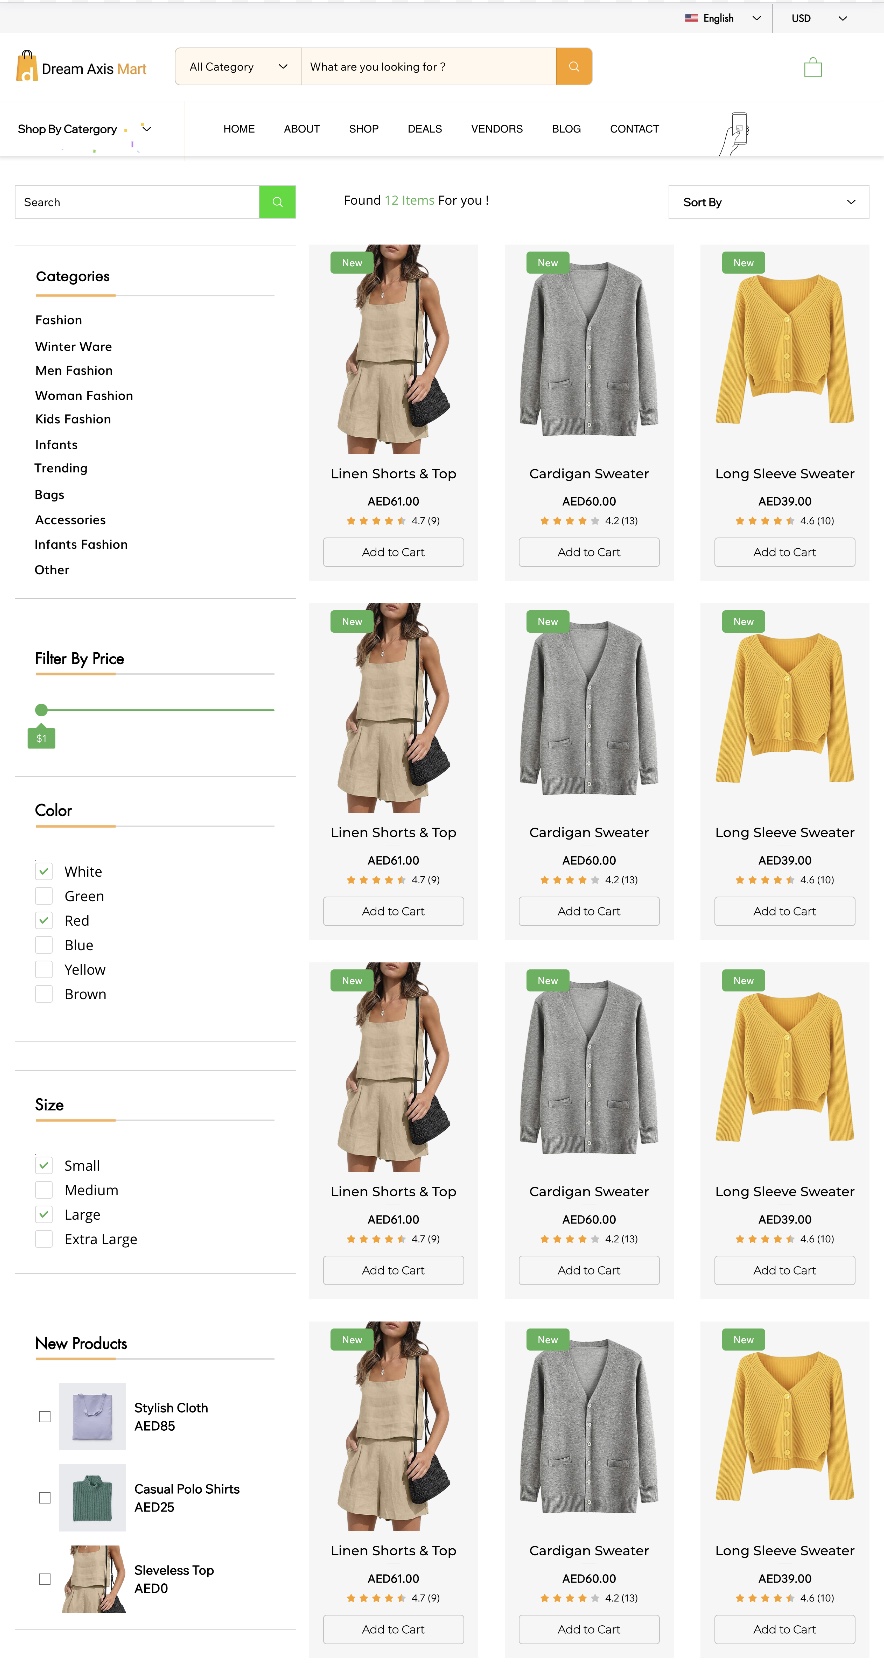 English
USD
Dream Axis Mart
All Category
What are you looking for ?
Shop By Catergory
HOME
ABOUT
SHOP
DEALS
VENDORS
BLOG
CONTACT
Search
Found 12 Items For you !
Sort By
Categories
Fashion
Winter Ware
Men Fashion
Woman Fashion
Kids Fashion
Infants
Trending
Bags
Accessories
Infants Fashion
Other
Filter By Price
$1
Color
White
Green
Red
Blue
Yellow
Brown
Size
Small
Medium
Large
Extra Large
New Products
Stylish Cloth
AED85
Casual Polo Shirts
AED25
Sleveless Top
AED0
New
Linen Shorts & Top
AED61.00
4.7 (9)
Add to Cart
New
Cardigan Sweater
AED60.00
4.2 (13)
Add to Cart
New
Long Sleeve Sweater
AED39.00
4.6 (10)
Add to Cart
New
Linen Shorts & Top
AED61.00
4.7 (9)
Add to Cart
New
Cardigan Sweater
AED60.00
4.2 (13)
Add to Cart
New
Long Sleeve Sweater
AED39.00
4.6 (10)
Add to Cart
New
Linen Shorts & Top
AED61.00
4.7 (9)
Add to Cart
New
Cardigan Sweater
AED60.00
4.2 (13)
Add to Cart
New
Long Sleeve Sweater
AED39.00
4.6 (10)
Add to Cart
New
Linen Shorts & Top
AED61.00
4.7 (9)
Add to Cart
New
Cardigan Sweater
AED60.00
4.2 (13)
Add to Cart
New
Long Sleeve Sweater
AED39.00
4.6 (10)
Add to Cart